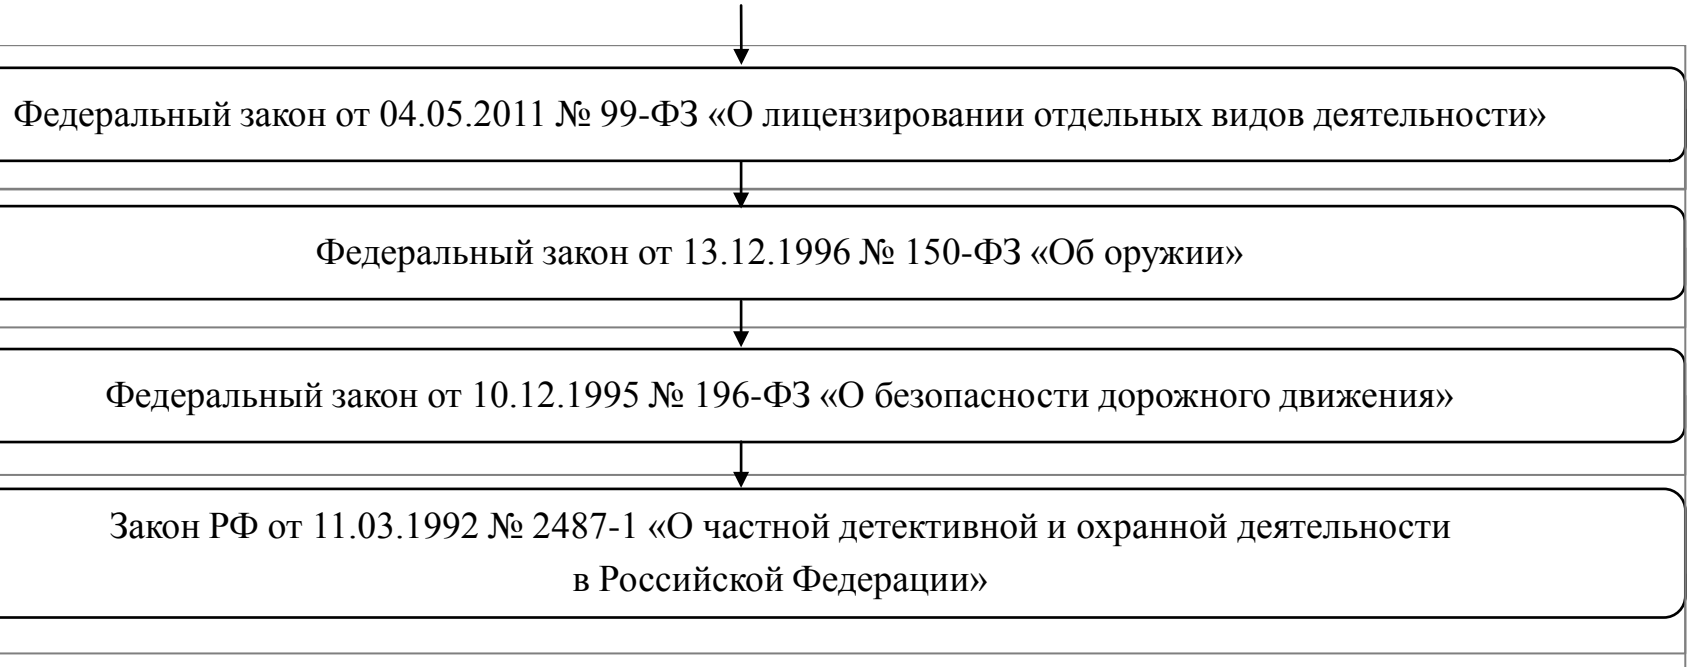 Федеральный закон от 04.05.2011 № 99-ФЗ «О лицензировании отдельных видов деятельности»
Федеральный закон от 13.12.1996 № 150-ФЗ «Об оружии»
Федеральный закон от 10.12.1995 № 196-ФЗ «О безопасности дорожного движения»
Закон РФ от 11.03.1992 № 2487-1 «О частной детективной и охранной деятельности
в Российской Федерации»